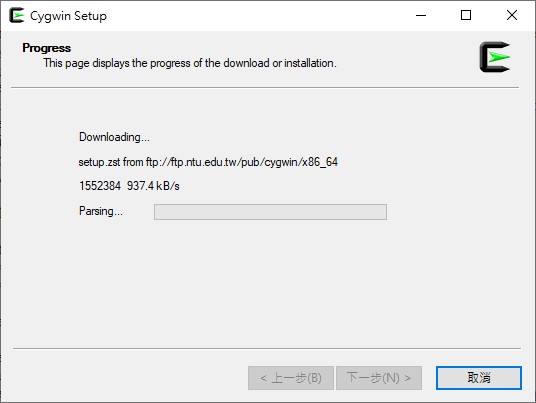 Cygwin Setup
Progress
This page displays the progress of the download or installation.
Downloading...
setup.zst from ftp://ftp.ntu.edu.tw/pub/cygwin/x86_64
1552384  937.4 kB/s
Parsing...
< 上一步(B)  下一步(N) >  取消